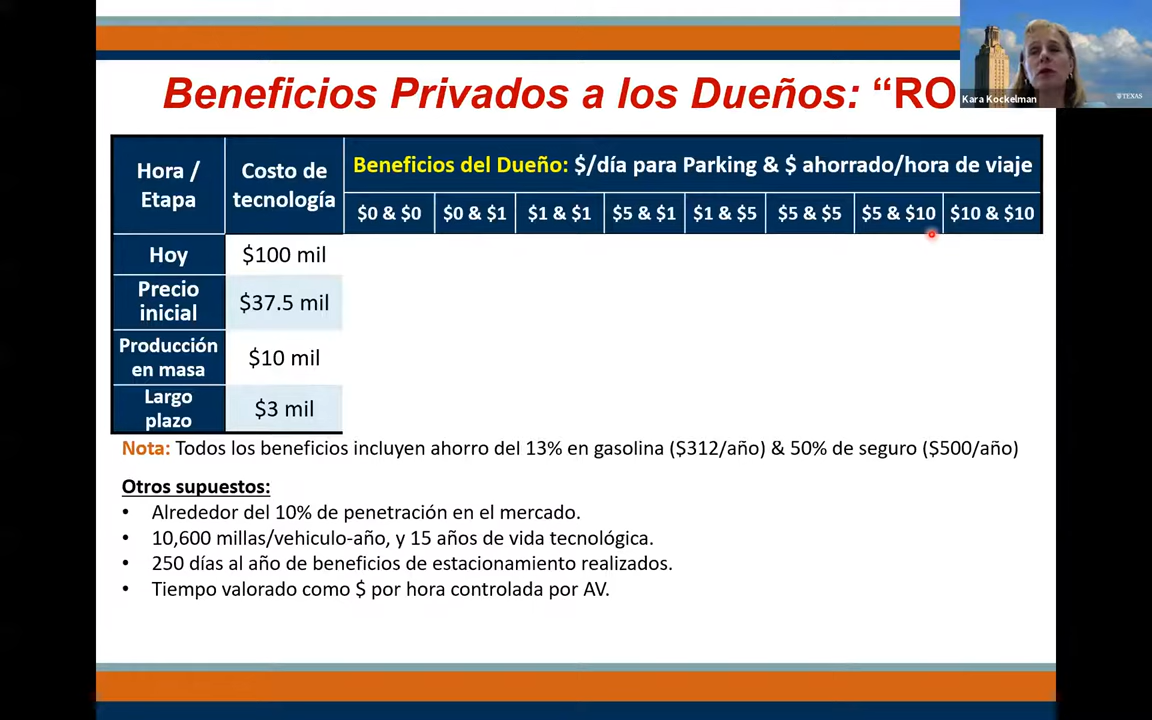 Beneficios Privados a los Dueños: “RO
Kara Kockelman
TEXAS
Hora / Etapa
Costo de tecnología
Beneficios del Dueño: $/día para Parking & $ ahorrado/hora de viaje
$0 & $0 $0 & $1 $1 & $1 $5 & $1 $1 & $5 $5 & $5 $5 & $10 $10 & $10
Hoy $100 mil
Precio inicial $37.5 mil
Producción en masa $10 mil
Largo plazo $3 mil
Nota: Todos los beneficios incluyen ahorro del 13% en gasolina ($312/año) & 50% de seguro ($500/año)
Otros supuestos:
• Alrededor del 10% de penetración en el mercado.
• 10,600 millas/vehiculo-año, y 15 años de vida tecnológica.
• 250 días al año de beneficios de estacionamiento realizados.
• Tiempo valorado como $ por hora controlada por AV.